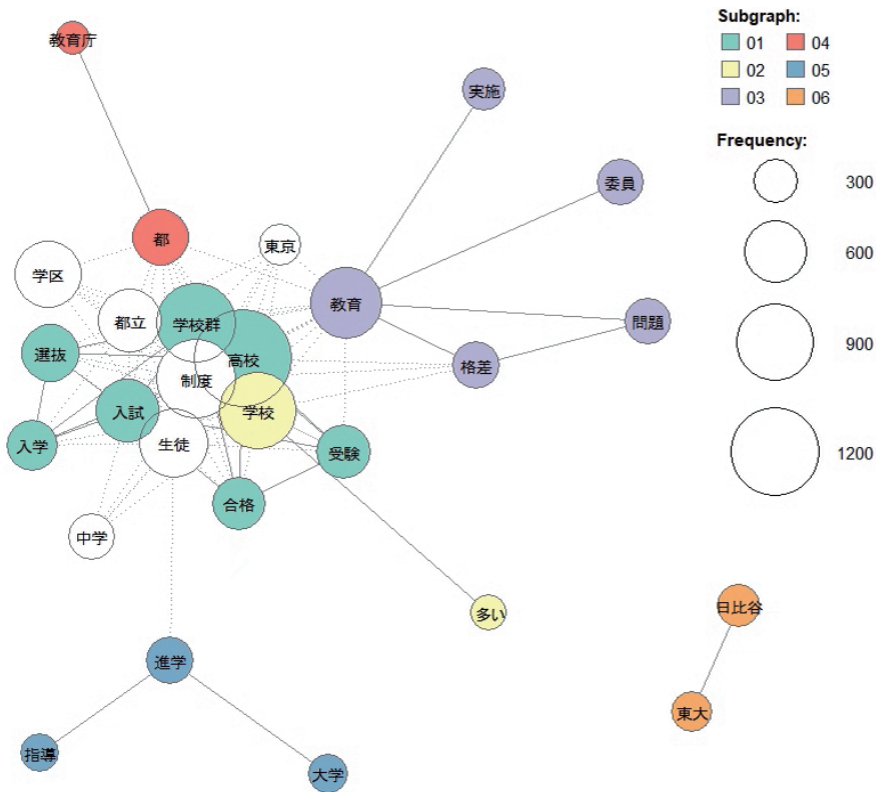 教育庁
Subgraph:
01 04
02 05
03 06
Frequency:
300
600
900
1200
実施
委員
都
東京
学区
教育
都立
学校群
問題
選抜
高校
格差
制度
入試
学校
生徒
入学
受験
合格
中学
多い
日比谷
進学
東大
指導
大学